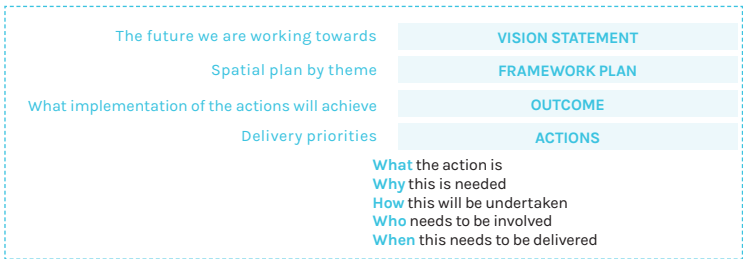 The future we are working towards VISION STATEMENT
Spatial plan by theme FRAMEWORK PLAN
What implementation of the actions will achieve OUTCOME
Delivery priorities ACTIONS
What the action is
Why this is needed
How this will be undertaken
Who needs to be involved
When this needs to be delivered